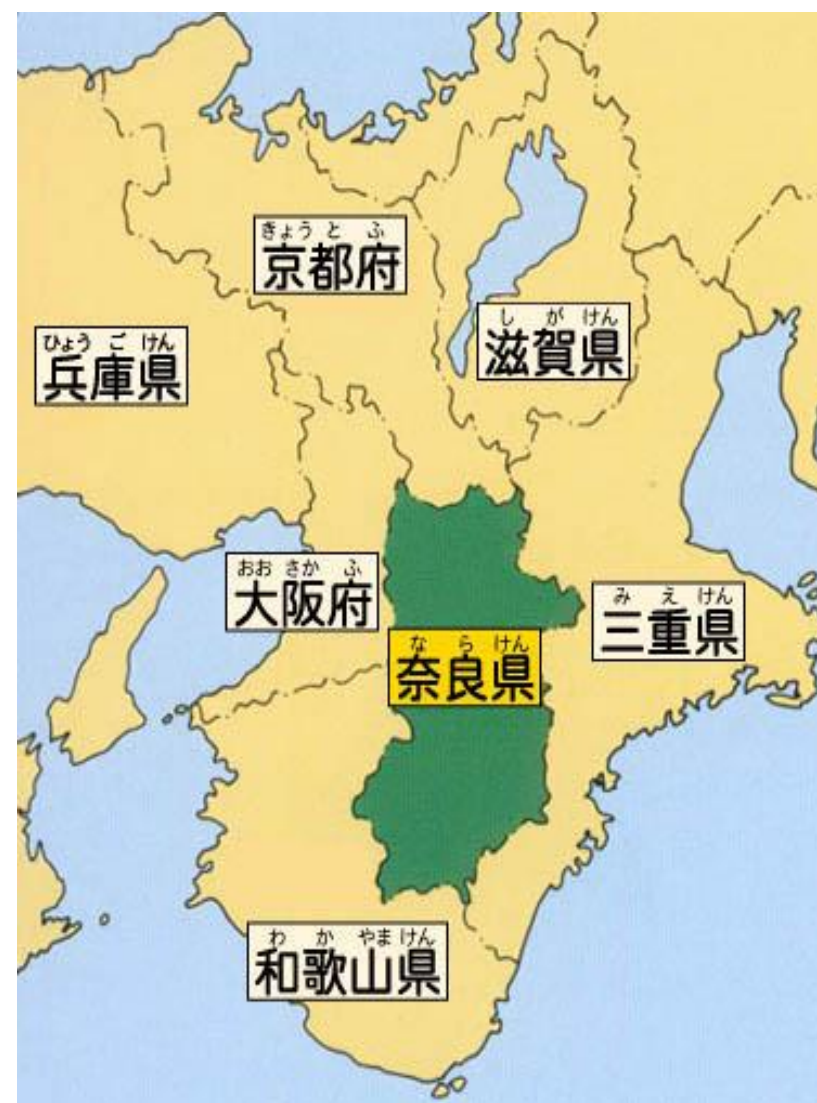 きょうとふ
京都府
しがけん
滋賀県
ひょうごけん
兵庫県
おおさかふ
大阪府
みえけん
三重県
ならけん
奈良県
わかやまけん
和歌山県